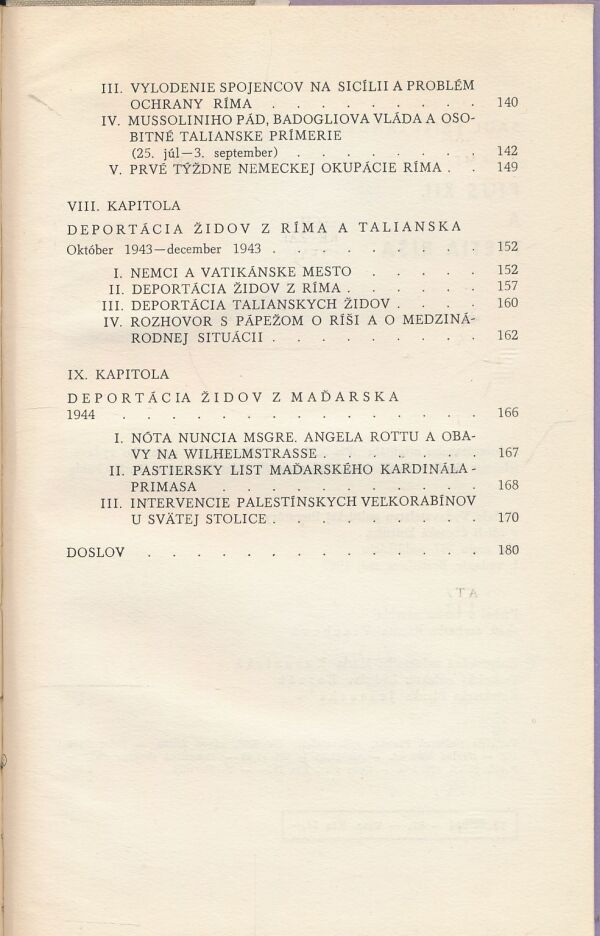 III. VYLODENIE SPOJENCOV NA SICÍLII A PROBLÉM
OCHRANY RÍMA . . . . . . . . . 140
IV. MUSSOLINIHO PÁD, BADOGLIOVA VLÁDA A OSO-
BITNÉ TALIANSKE PRÍMERIE
(25. júl—3. september) . . . . . . . 142
V. PRVÉ TÝŽDNE NEMECKEJ OKUPÁCIE RÍMA . . 149
VIII. KAPITOLA
DEPORTÁCIA ŽIDOV Z RÍMA A TALIANSKA
Október 1943—december 1943 . . . . . . . . . . 152
I. NEMCI A VATIKÁNSKE MESTO . . . . . 152
II. DEPORTÁCIA ŽIDOV Z RÍMA . . . . . . 157
III. DEPORTÁCIA TALIANSKYCH ŽIDOV . . . . 160
IV. ROZHOVOR S PÁPEŽOM O RÍŠI A O MEDZINÁ-
RODNEJ SITUÁCII . . . . . . . . 162
IX. KAPITOLA
DEPORTÁCIA ŽIDOV Z MAĎARSKA
1944 . . . . . . . . . . . . . . . 166
I. NÓTA NUNCIA MSGRE. ANGELA ROTTU A OBA-
VY NA WILHELMSTRASSE . . . . . . . 167
II. PASTIERSKY LIST MAĎARSKÉHO KARDINÁLA-
PRIMASA . . . . . . . . . . . 168
III. INTERVENCIE PALESTÍNSKYCH VEĽKORABÍNOV
U SVÄTEJ STOLICE . . . . . . . . 170
DOSLOV . . . . . . . . . . . . . . 180